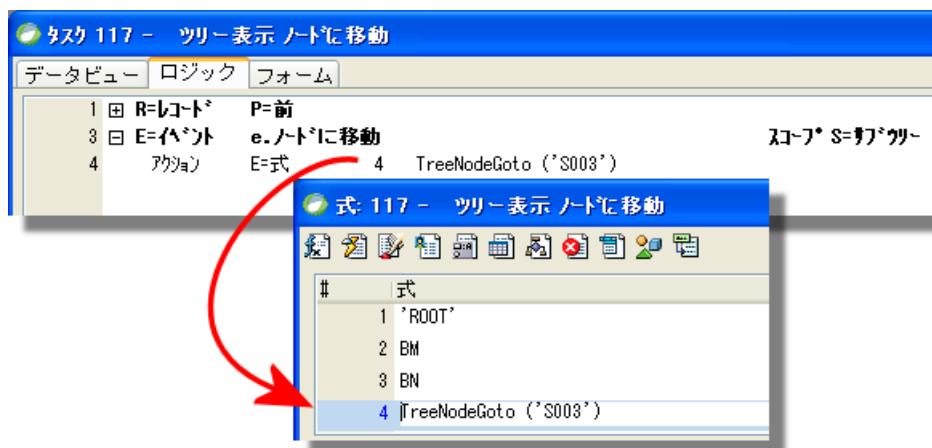 タスク 117 - ツリー表示 ノードに移動
データビュー ロジック フォーム
1 R=レコード P=前
3 E=イベント e.ノードに移動 スコープ S=サブツリー
4 アクション E=式 4 TreeNodeGoto ('S003')
式: 117 - ツリー表示 ノードに移動
# 式
1 'ROOT'
2 BM
3 BN
4 TreeNodeGoto ('S003')